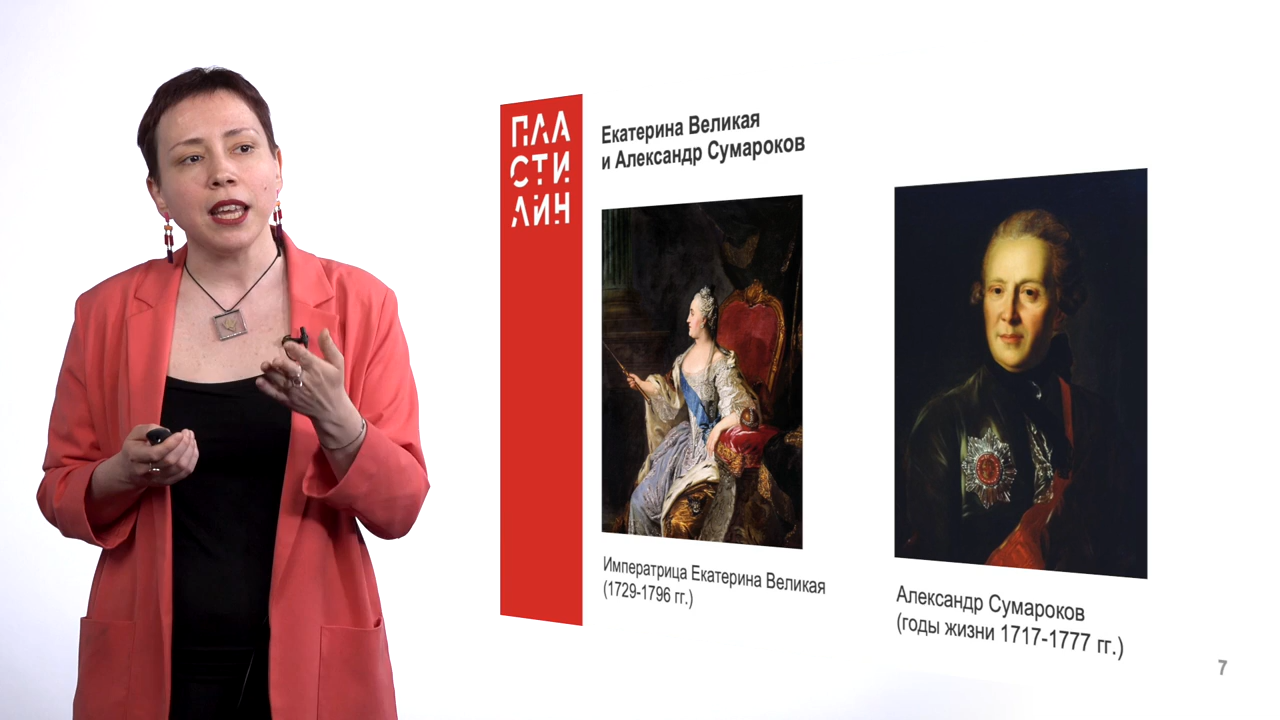 ПЛА
СТИ
ЛИН
Екатерина Великая
и Александр Сумароков
Императрица Екатерина Великая
(1729-1796 гг.)
Александр Сумароков
(годы жизни 1717-1777 гг.)
7